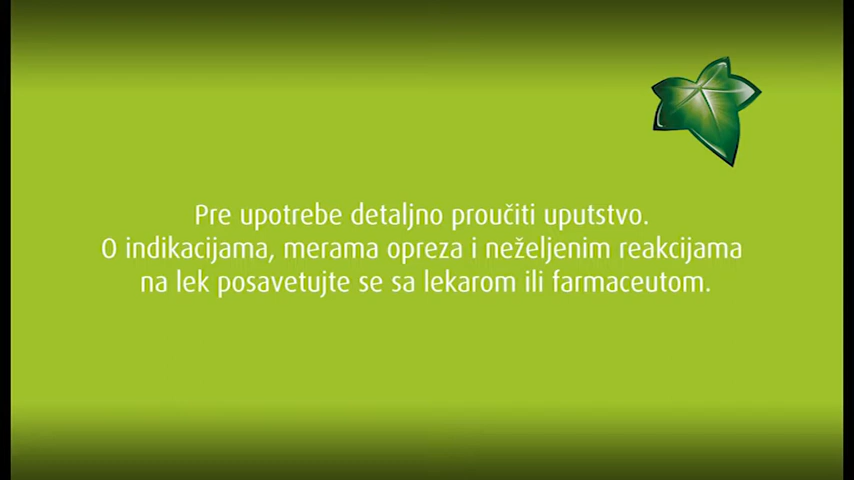 Pre upotrebe detaljno proučiti uputstvo.
O indikacijama, merama opreza i neželjenim reakcijama
na lek posavetujte se sa lekarom ili farmaceutom.